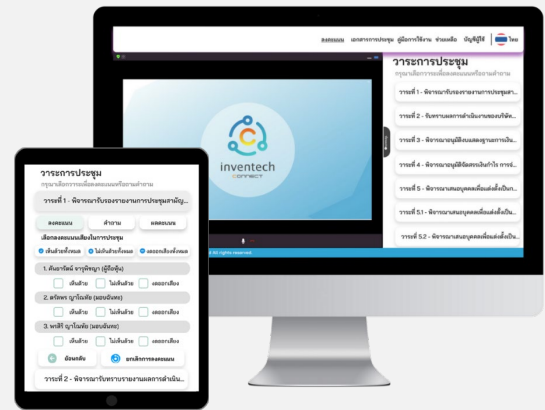 ลงคะแนน เอกสารการประชุม คู่มือการใช้งาน ช่วยเหลือ บัญชีผู้ใช้ ไทย
วาระการประชุม
กรุณาเลือกวาระเพื่อลงคะแนนหรือถามคำถาม
วาระที่ 1 - พิจารณารับรองรายงานการประชุมสา...
วาระที่ 2 - รับทราบผลการดำเนินงานของบริษัท...
วาระที่ 3 - พิจารณาอนุมัติงบแสดงฐานะการเงิน...
วาระที่ 4 - พิจารณาอนุมัติจัดสรรเงินกำไร การจ่...
วาระที่ 5 - พิจารณาเสนอบุคคลเพื่อแต่งตั้งเป็นก...
วาระที่ 5.1 - พิจารณาเสนอบุคคลเพื่อแต่งตั้งเป็น...
วาระที่ 5.2 - พิจารณาเสนอบุคคลเพื่อแต่งตั้งเป็น...
inventech
CONNECT
All rights reserved
วาระการประชุม
กรุณาเลือกวาระเพื่อลงคะแนนหรือถามคำถาม
วาระที่ 1 - พิจารณารับรองรายงานการประชุมสามัญ...
ลงคะแนน คำถาม ผลคะแนน
เลือกลงคะแนนเสียงในการประชุม
เห็นด้วยทั้งหมด ไม่เห็นด้วยทั้งหมด งดออกเสียงทั้งหมด
1. คันธารัตน์ จารุพิชญา (ผู้ถือหุ้น)
เห็นด้วย ไม่เห็นด้วย งดออกเสียง
2. ตรัลพร ญาโณทัย (มอบฉันทะ)
เห็นด้วย ไม่เห็นด้วย งดออกเสียง
3. พรสิริ ญาโณทัย (มอบฉันทะ)
เห็นด้วย ไม่เห็นด้วย งดออกเสียง
ย้อนกลับ ยกเลิกการลงคะแนน
วาระที่ 2 - พิจารณารับทราบรายงานผลการดำเนิน...